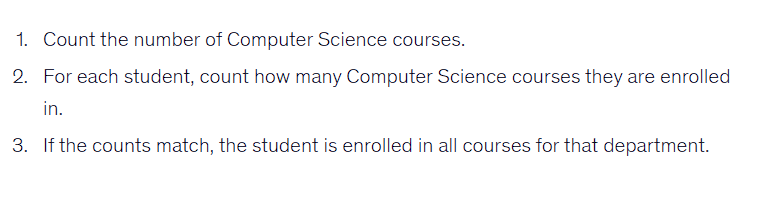 1. Count the number of Computer Science courses.
2. For each student, count how many Computer Science courses they are enrolled
in.
3. If the counts match, the student is enrolled in all courses for that department.